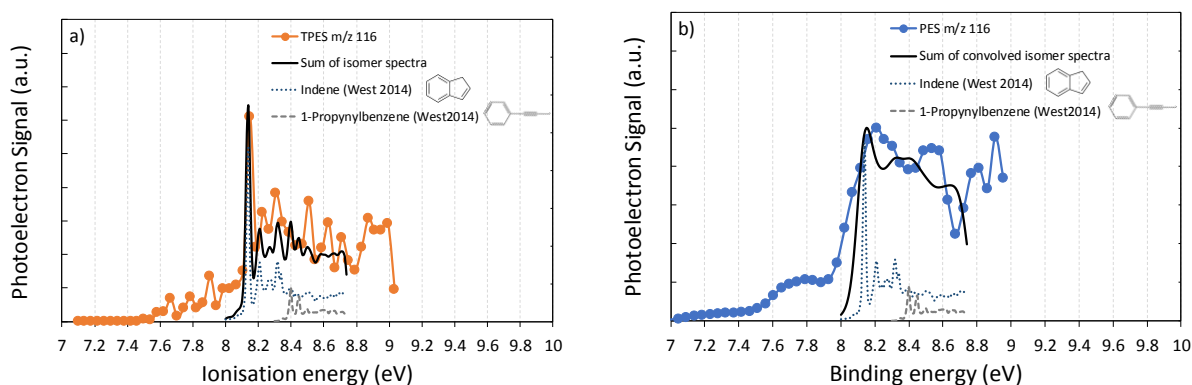 a)
TPES m/z 116
Sum of isomer spectra
Indene (West 2014)
1-Propynylbenzene (West2014)
Photoelectron Signal (a.u.)
7 7.2 7.4 7.6 7.8 8 8.2 8.4 8.6 8.8 9 9.2 9.4 9.6 9.8 10
Ionisation energy (eV)
b)
PES m/z 116
Sum of convolved isomer spectra
Indene (West 2014)
1-Propynylbenzene (West2014)
Photoelectron Signal (a.u.)
7 7.2 7.4 7.6 7.8 8 8.2 8.4 8.6 8.8 9 9.2 9.4 9.6 9.8 10
Binding energy (eV)